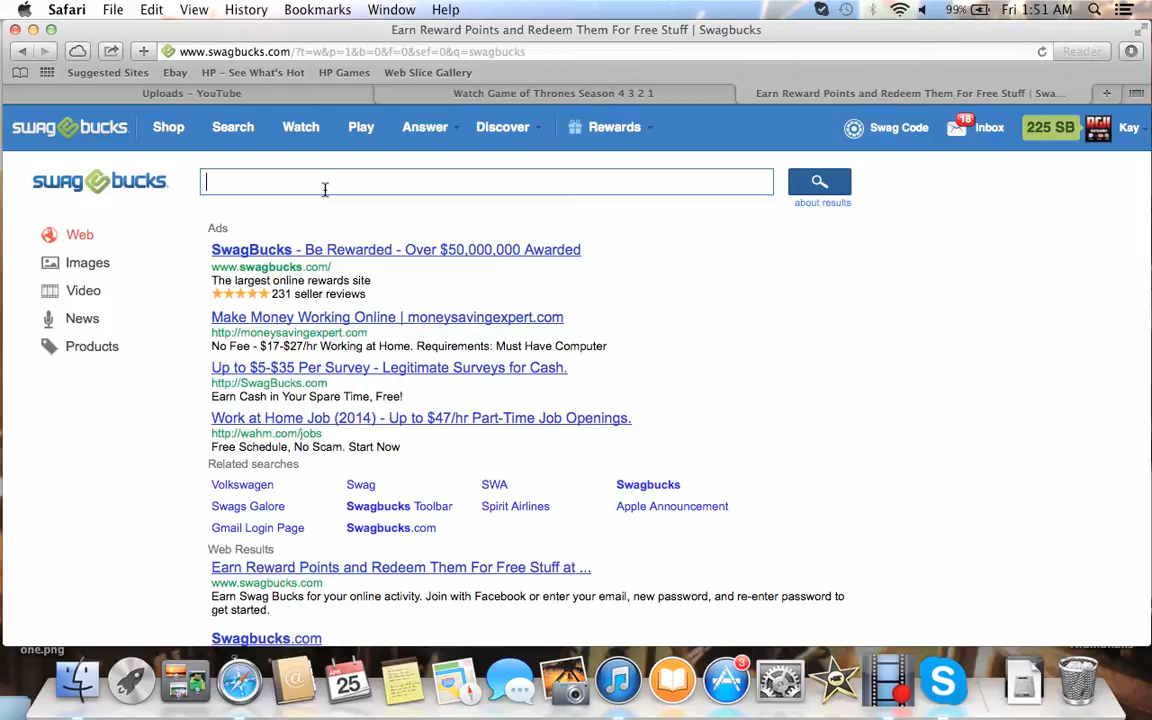 Safari File Edit View History Bookmarks Window Help 99% Fri 1:51 AM
Earn Reward Points and Redeem Them For Free Stuff | Swagbucks
www.swagbucks.com/?t=w&p=1&b=0&f=0&sef=0&q=swagbucks Reader
Suggested Sites Ebay HP - See What's Hot HP Games Web Slice Gallery
Uploads - YouTube Watch Game of Thrones Season 4 3 2 1 Earn Reward Points and Redeem Them For Free Stuff | Swa...
swagbucks Shop Search Watch Play Answer Discover Rewards Swag Code 18 Inbox 225 SB Kay
swagbucks
about results
Web
Images
Video
News
Products
Ads
SwagBucks - Be Rewarded - Over $50,000,000 Awarded
www.swagbucks.com/
The largest online rewards site
231 seller reviews
Make Money Working Online | moneysavingexpert.com
http://moneysavingexpert.com
No Fee - $17-$27/hr Working at Home. Requirements: Must Have Computer
Up to $5-$35 Per Survey - Legitimate Surveys for Cash.
http://SwagBucks.com
Earn Cash in Your Spare Time, Free!
Work at Home Job (2014) - Up to $47/hr Part-Time Job Openings.
http://wahm.com/jobs
Free Schedule, No Scam. Start Now
Related searches
Volkswagen Swag SWA Swagbucks
Swags Galore Swagbucks Toolbar Spirit Airlines Apple Announcement
Gmail Login Page Swagbucks.com
Web Results
Earn Reward Points and Redeem Them For Free Stuff at ...
www.swagbucks.com
Earn Swag Bucks for your online activity. Join with Facebook or enter your email, new password, and re-enter password to
get started.
Swagbucks.com
one.png
APR 25 3